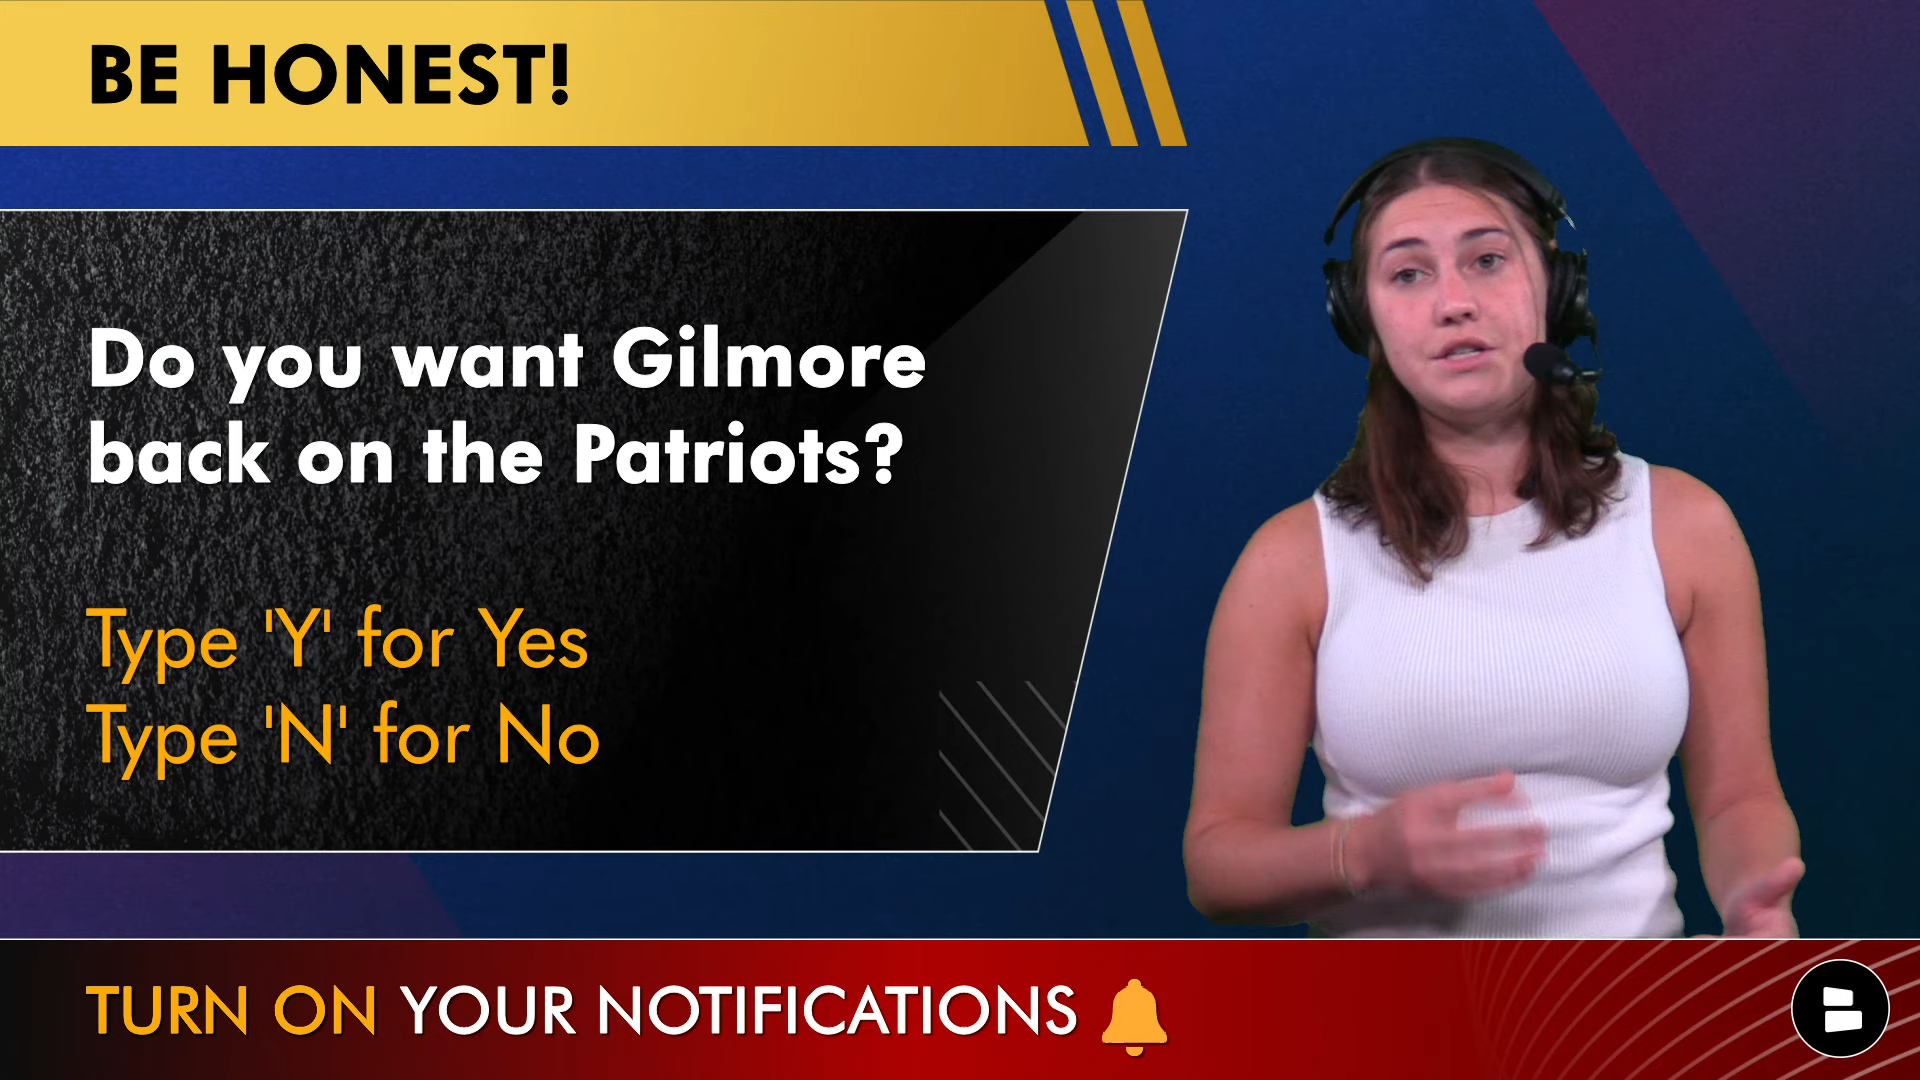 BE HONEST!
Do you want Gilmore
back on the Patriots?
Type 'Y' for Yes
Type 'N' for No
TURN ON YOUR NOTIFICATIONS